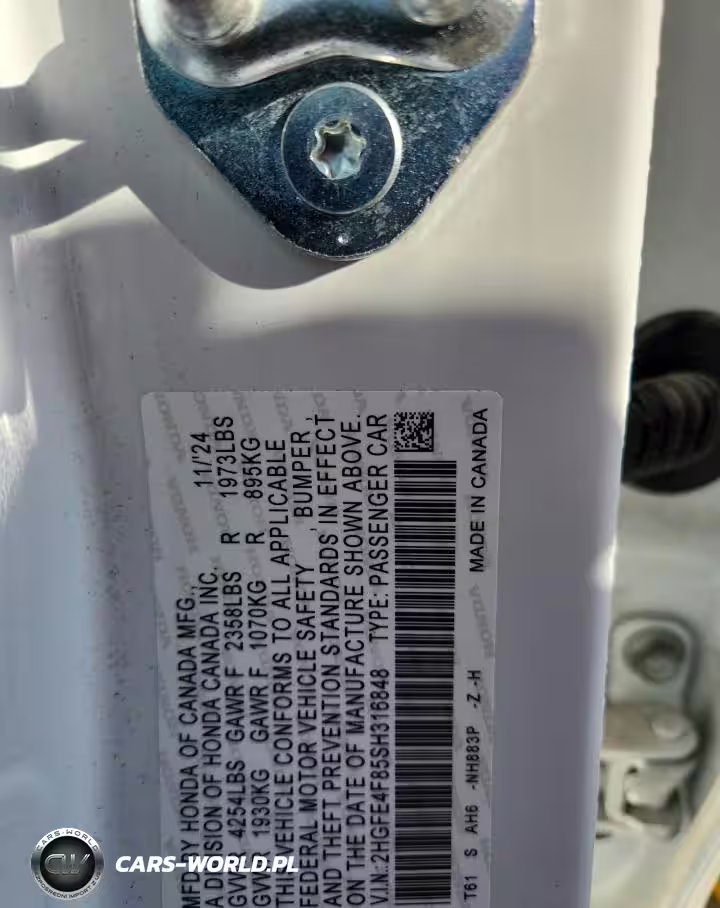 MFD BY HONDA OF CANADA MFG., 11/'24
A DIVISION OF HONDA CANADA INC.
GVWR 4254LBS GAWR F 2358LBS R 1973LBS
GVWR 1930KG GAWR F 1070KG R 895KG
THIS VEHICLE CONFORMS TO ALL APPLICABLE
FEDERAL MOTOR VEHICLE SAFETY , BUMPER ,
AND THEFT PREVENTION STANDARDS IN EFFECT
ON THE DATE OF MANUFACTURE SHOWN ABOVE.
V.I.N.:2HGFE4F85SH316848 TYPE: PASSENGER CAR
T61 S AH6 -NH883P -Z -H MADE IN CANADA
CARS-WORLD
CW
CARS-WORLD.PL